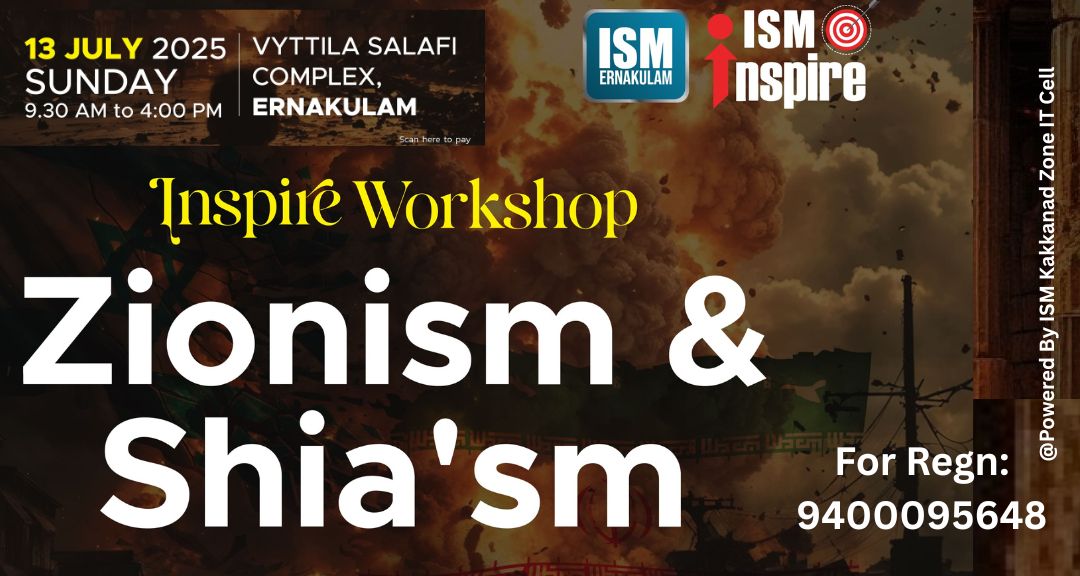 13 JULY 2025
SUNDAY
9.30 AM to 4:00 PM
VYTTILA SALAFI
COMPLEX,
ERNAKULAM
Scan here to pay
ISM
ERNAKULAM
ISM
inspire
Inspire Workshop
Zionism &
Shia'sm
For Regn:
9400095648
@Powered By ISM Kakkanad Zone IT Cell